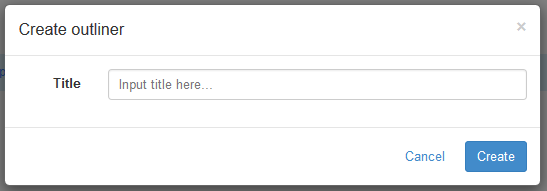 Create outliner
×
Title
Input title here...
Cancel
Create